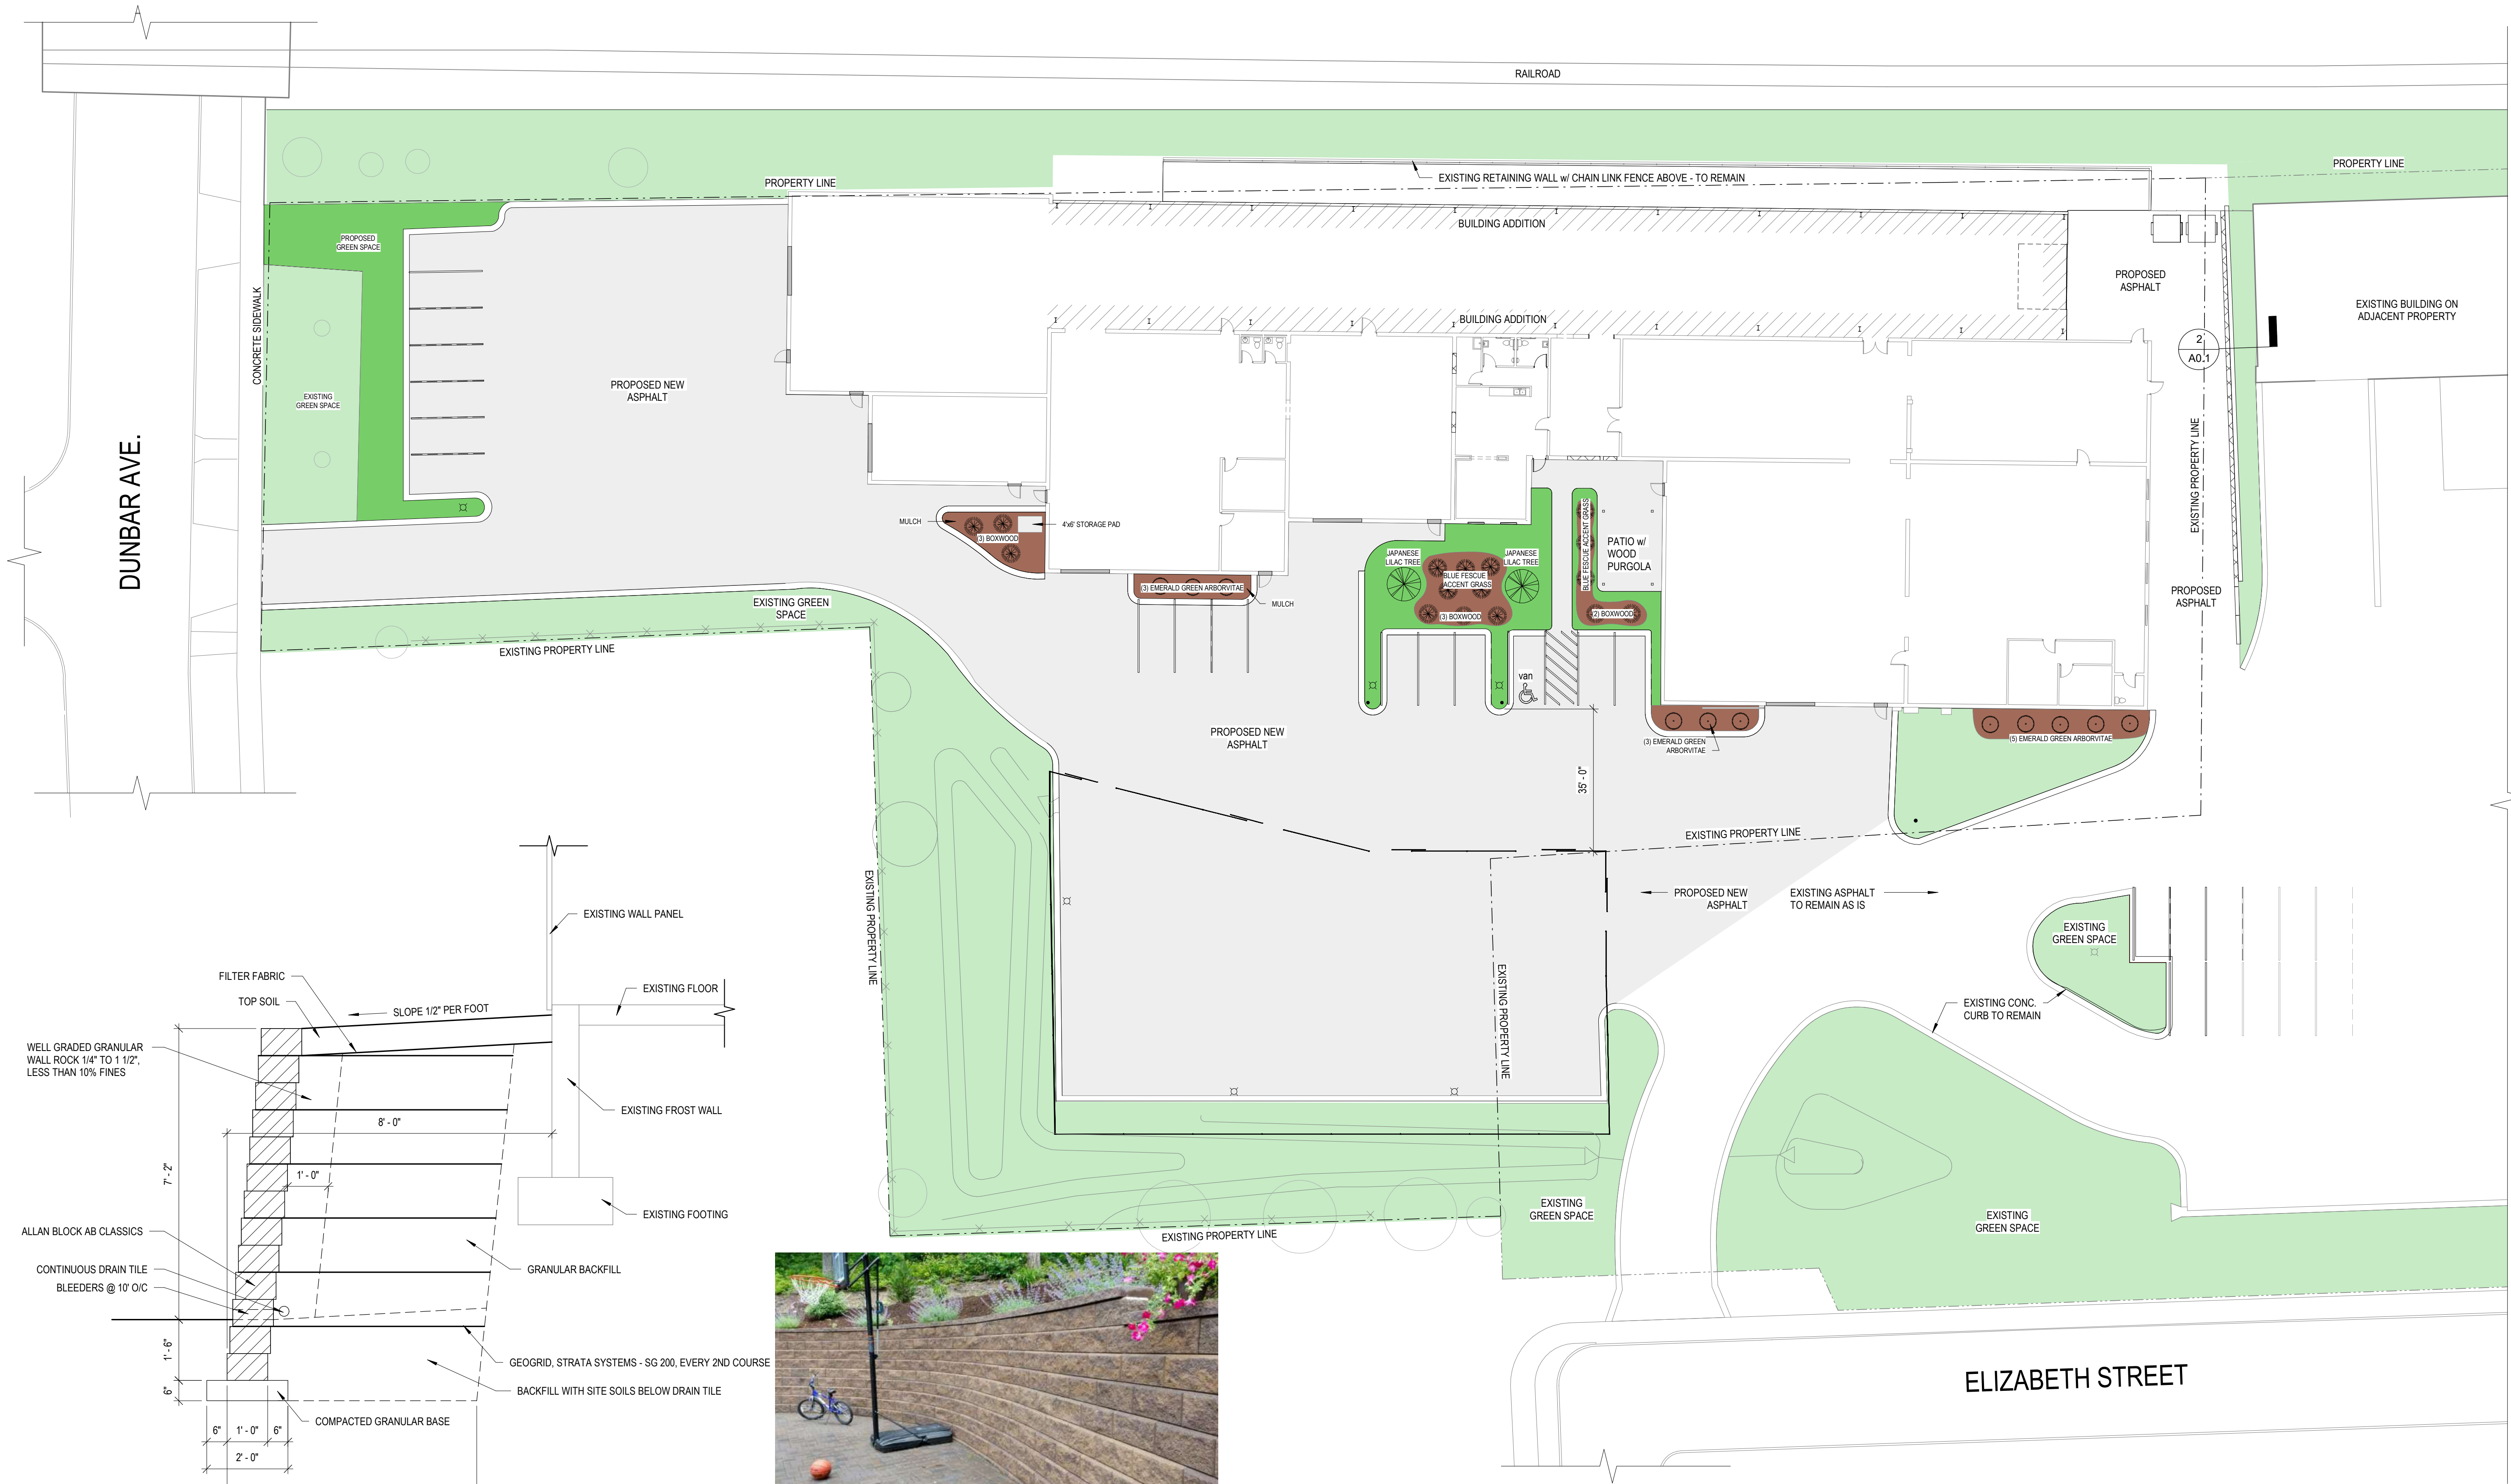 RAILROAD
PROPERTY LINE
PROPERTY LINE
EXISTING RETAINING WALL w/ CHAIN LINK FENCE ABOVE - TO REMAIN
BUILDING ADDITION
BUILDING ADDITION
PROPOSED
GREEN SPACE
CONCRETE SIDEWALK
EXISTING
GREEN SPACE
DUNBAR AVE.
PROPOSED NEW
ASPHALT
PROPOSED
ASPHALT
EXISTING BUILDING ON
ADJACENT PROPERTY
2
A0.1
EXISTING PROPERTY LINE
PROPOSED
ASPHALT
MULCH
4'x6' STORAGE PAD
(3) BOXWOOD
(3) EMERALD GREEN ARBORVITAE
MULCH
JAPANESE
LILAC TREE
JAPANESE
LILAC TREE
BLUE FESCUE
ACCENT GRASS
(3) BOXWOOD
BLUE FESCUE ACCENT GRASS
PATIO w/
WOOD
PURGOLA
(2) BOXWOOD
van
(3) EMERALD GREEN
ARBORVITAE
(5) EMERALD GREEN ARBORVITAE
EXISTING GREEN
SPACE
EXISTING PROPERTY LINE
PROPOSED NEW
ASPHALT
35' - 0"
EXISTING PROPERTY LINE
EXISTING PROPERTY LINE
EXISTING PROPERTY LINE
PROPOSED NEW
ASPHALT
EXISTING ASPHALT
TO REMAIN AS IS
EXISTING
GREEN SPACE
EXISTING CONC.
CURB TO REMAIN
EXISTING
GREEN SPACE
EXISTING
GREEN SPACE
EXISTING PROPERTY LINE
ELIZABETH STREET
EXISTING WALL PANEL
FILTER FABRIC
TOP SOIL
SLOPE 1/2" PER FOOT
EXISTING FLOOR
WELL GRADED GRANULAR
WALL ROCK 1/4" TO 1 1/2",
LESS THAN 10% FINES
EXISTING FROST WALL
8' - 0"
7' - 2"
1' - 0"
EXISTING FOOTING
ALLAN BLOCK AB CLASSICS
CONTINUOUS DRAIN TILE
BLEEDERS @ 10' O/C
GRANULAR BACKFILL
1' - 6"
GEOGRID, STRATA SYSTEMS - SG 200, EVERY 2ND COURSE
6"
BACKFILL WITH SITE SOILS BELOW DRAIN TILE
COMPACTED GRANULAR BASE
6"
1' - 0"
6"
2' - 0"